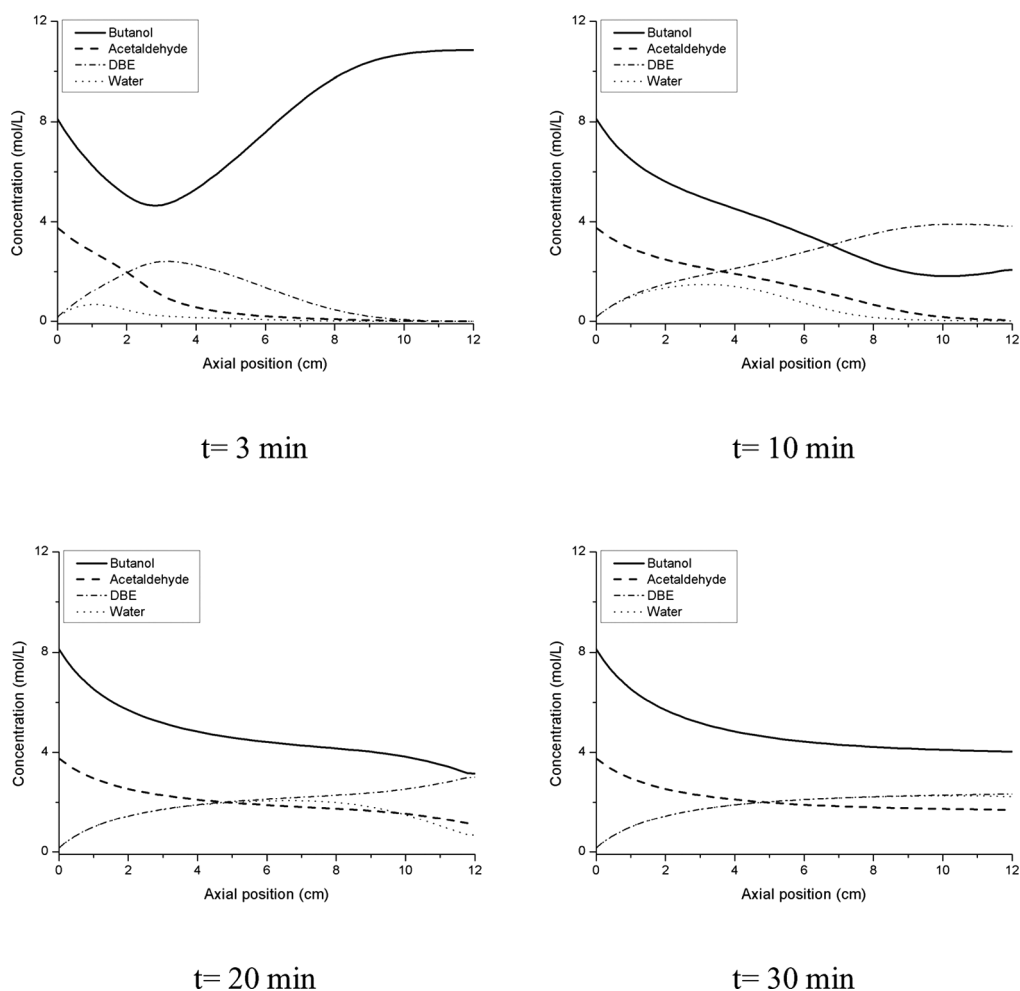 12
8
4
0
Concentration (mol/L)
Butanol
Acetaldehyde
DBE
Water
0 2 4 6 8 10 12
Axial position (cm)
t= 3 min
12
8
4
0
Concentration (mol/L)
Butanol
Acetaldehyde
DBE
Water
0 2 4 6 8 10 12
Axial position (cm)
t= 10 min
12
8
4
0
Concentration (mol/L)
Butanol
Acetaldehyde
DBE
Water
0 2 4 6 8 10 12
Axial position (cm)
t= 20 min
12
8
4
0
Concentration (mol/L)
Butanol
Acetaldehyde
DBE
Water
0 2 4 6 8 10 12
Axial position (cm)
t= 30 min